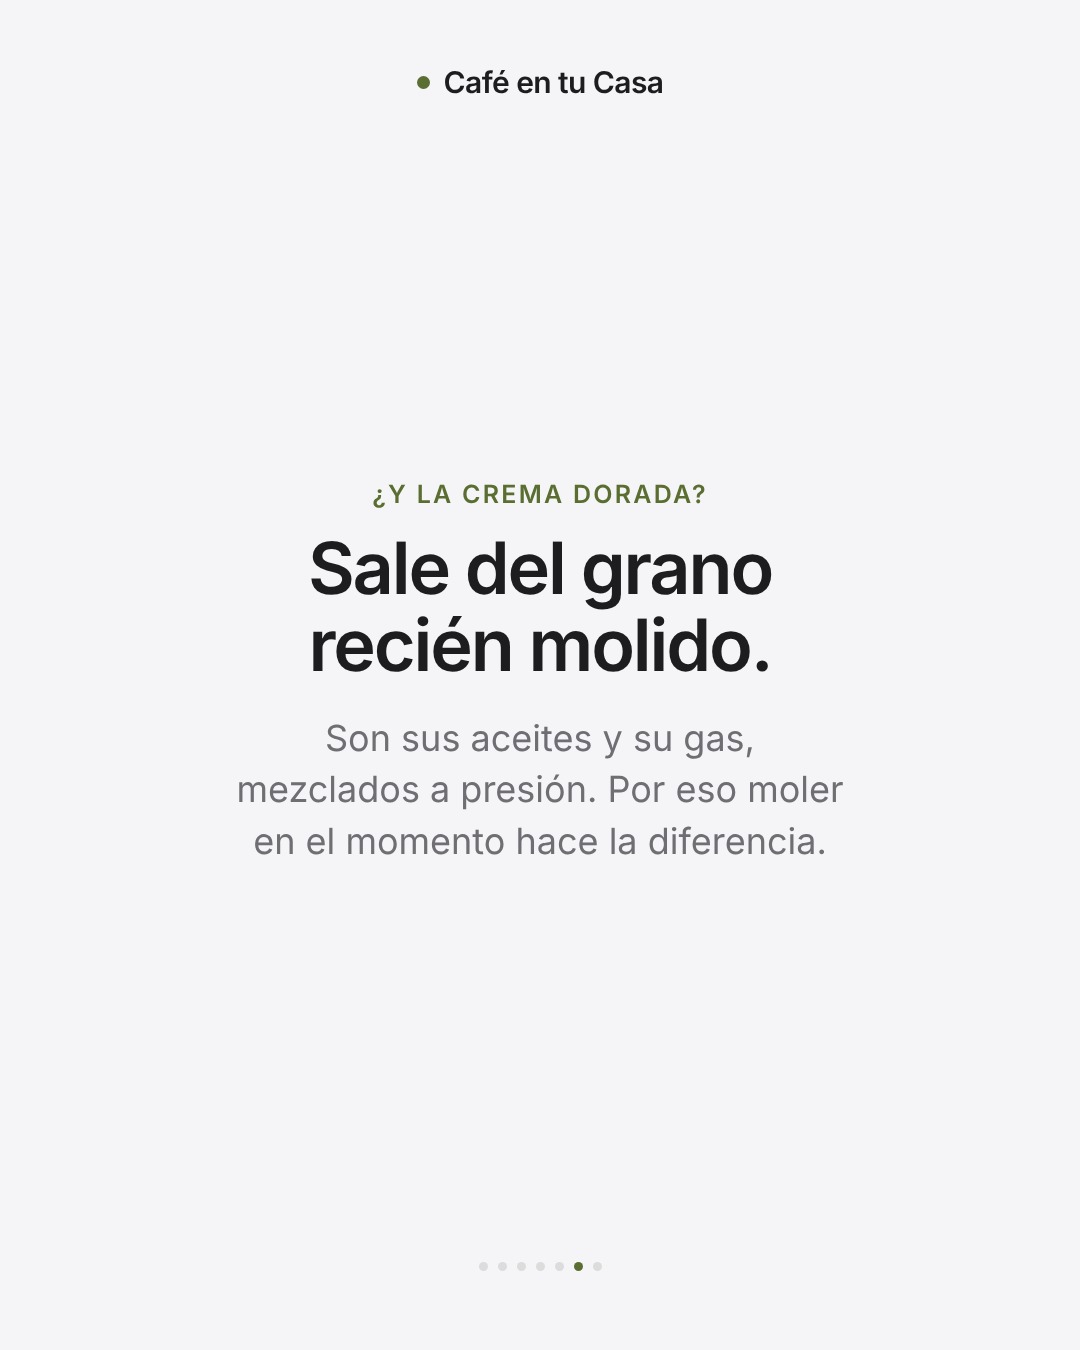 Café en tu Casa
¿Y LA CREMA DORADA?
Sale del grano
recién molido.
Son sus aceites y su gas,
mezclados a presión. Por eso moler
en el momento hace la diferencia.